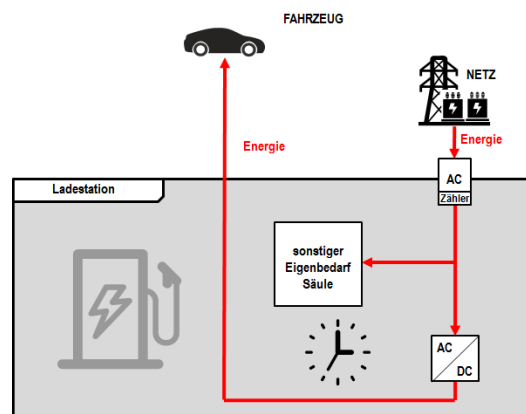 FAHRZEUG
NETZ
Energie
Energie
AC
Zähler
Ladestation
sonstiger
Eigenbedarf
Säule
AC
DC